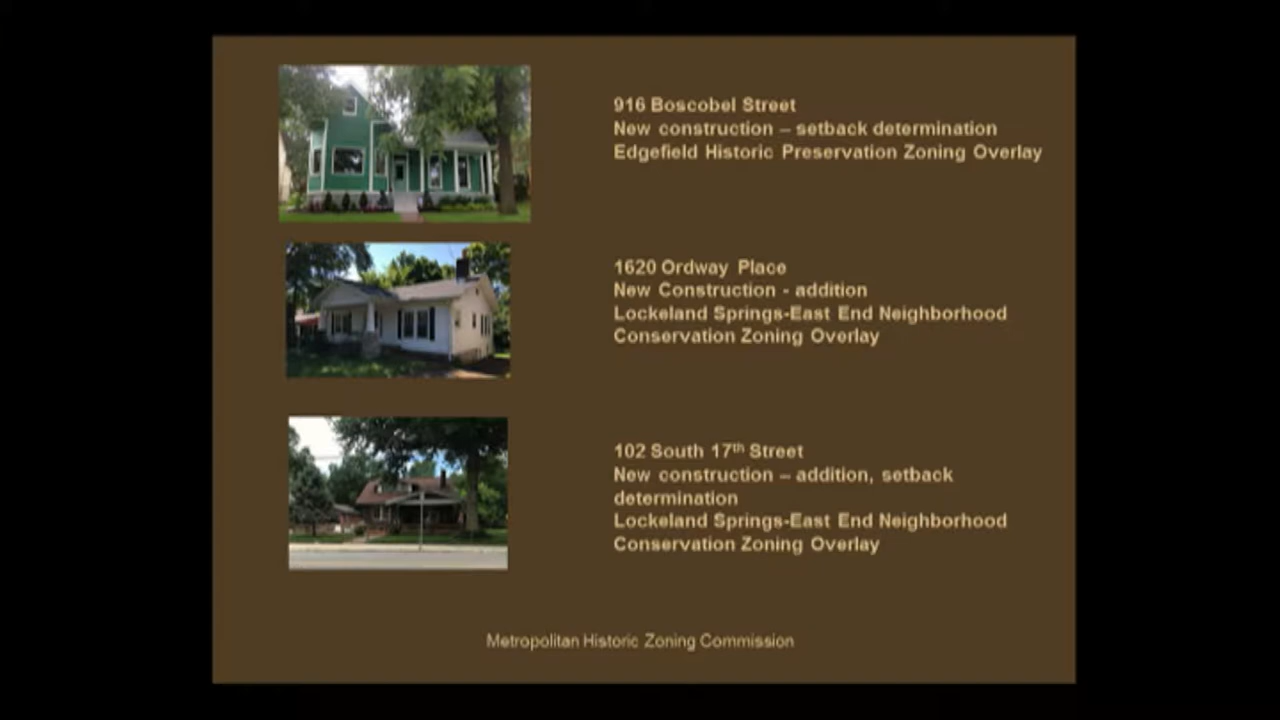 916 Boscobel Street
New construction – setback determination
Edgefield Historic Preservation Zoning Overlay
1620 Ordway Place
New Construction - addition
Lockeland Springs-East End Neighborhood
Conservation Zoning Overlay
102 South 17th Street
New construction – addition, setback
determination
Lockeland Springs-East End Neighborhood
Conservation Zoning Overlay
Metropolitan Historic Zoning Commission